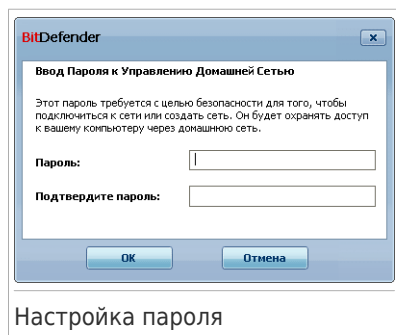 BitDefender
Ввод Пароля к Управлению Домашней Сетью
Этот пароль требуется с целью безопасности для того, чтобы
подключиться к сети или создать сеть. Он будет охранять доступ
к вашему компьютеру через домашнюю сеть.
Пароль:
Подтвердите пароль:
OK
Отмена
Настройка пароля